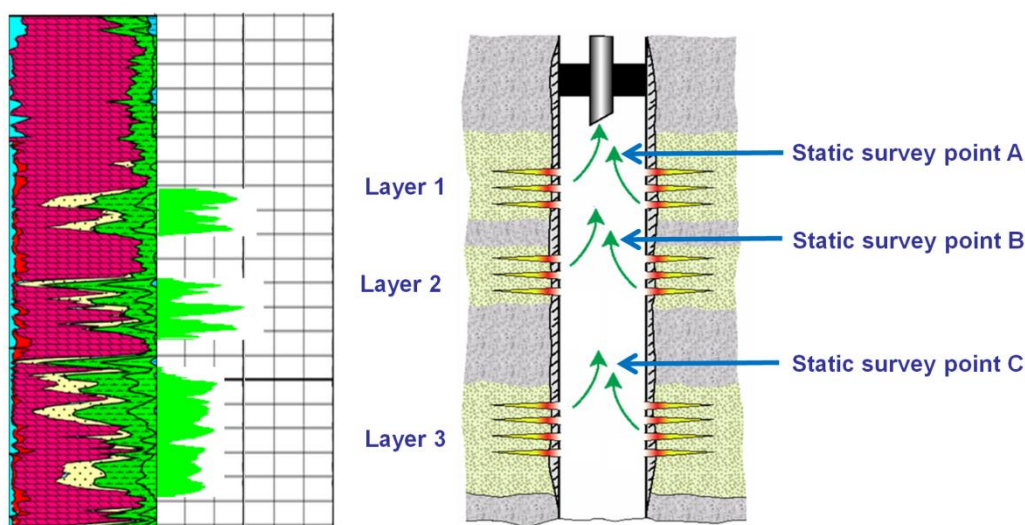 Static survey point A
Layer 1
Static survey point B
Layer 2
Static survey point C
Layer 3